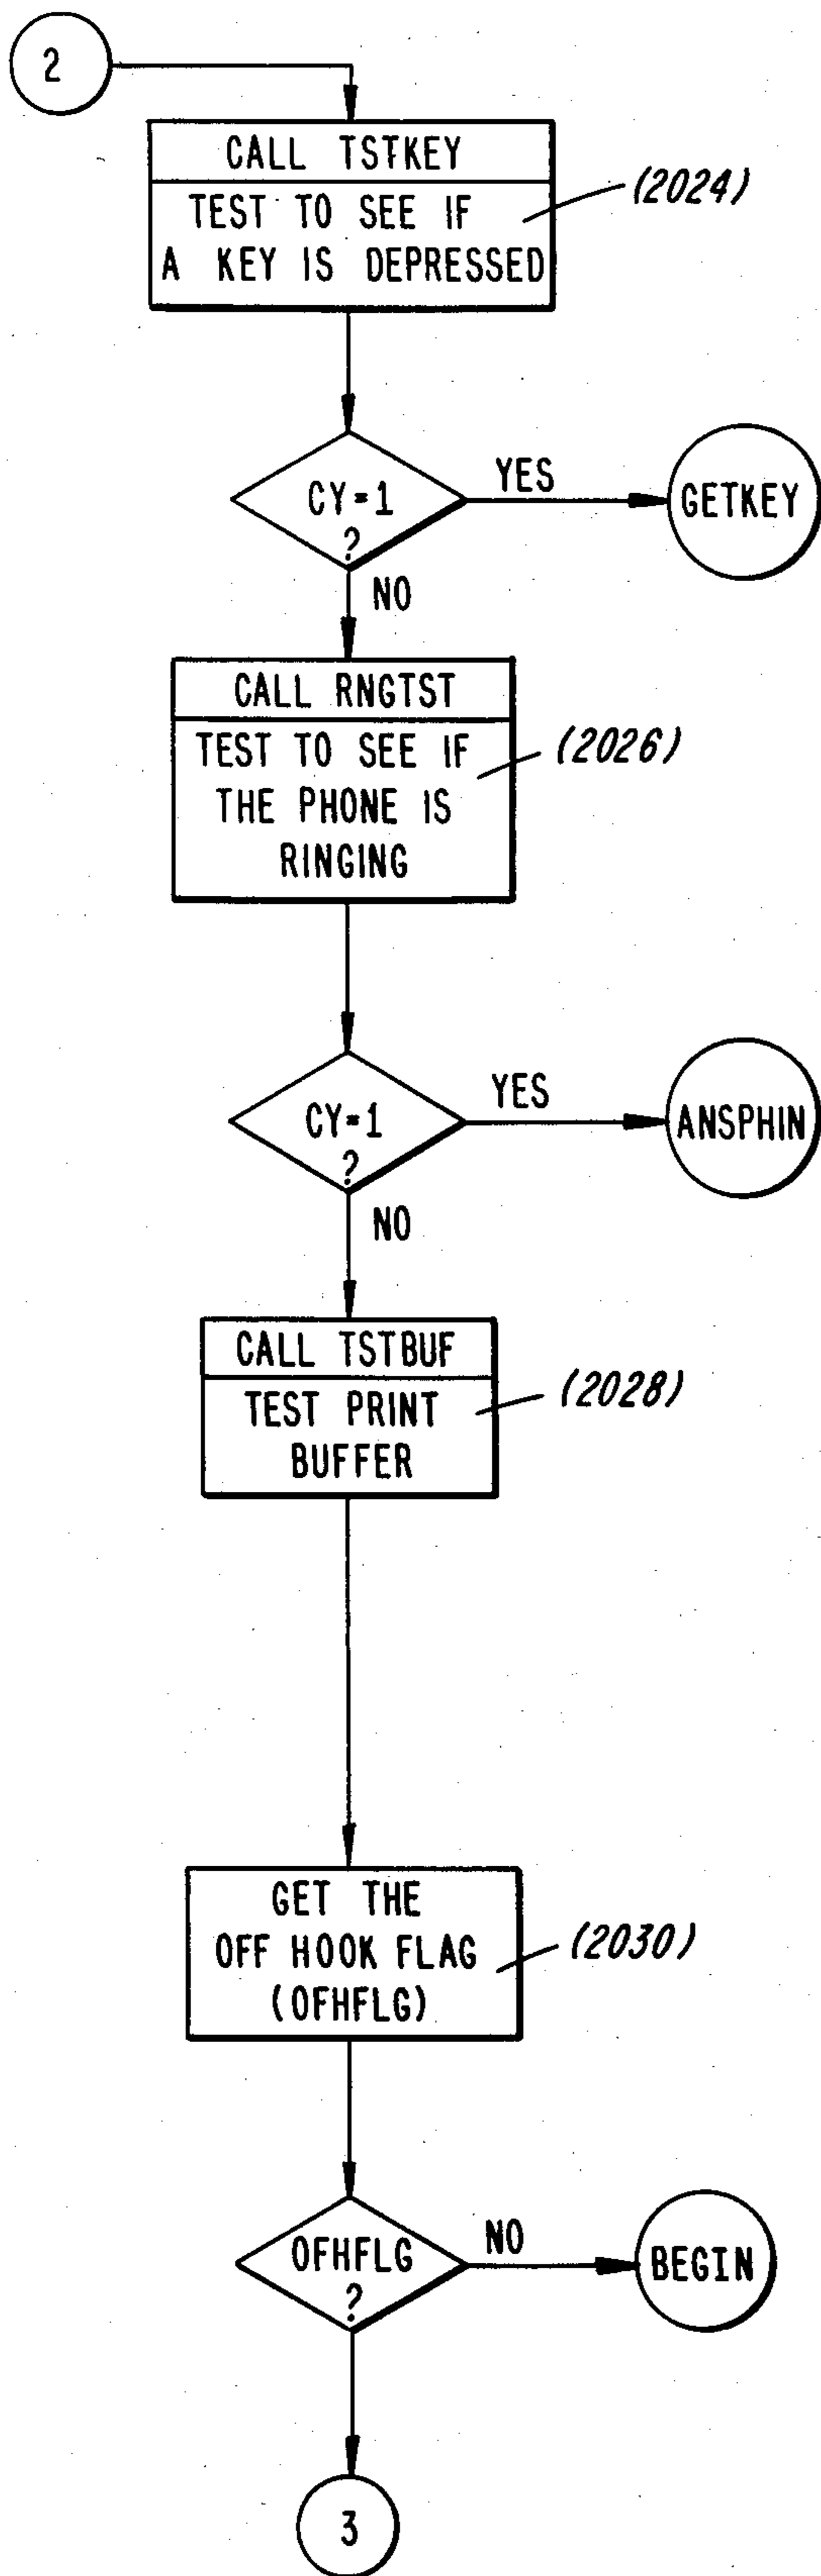 2
CALL TSTKEY
TEST TO SEE IF
A KEY IS DEPRESSED
(2024)
CY=1
?
YES
GETKEY
NO
CALL RNGTST
TEST TO SEE IF
THE PHONE IS
RINGING
(2026)
CY=1
?
YES
ANSPHIN
NO
CALL TSTBUF
TEST PRINT
BUFFER
(2028)
GET THE
OFF HOOK FLAG
(OFHFLG)
(2030)
OFHFLG
?
NO
BEGIN
3